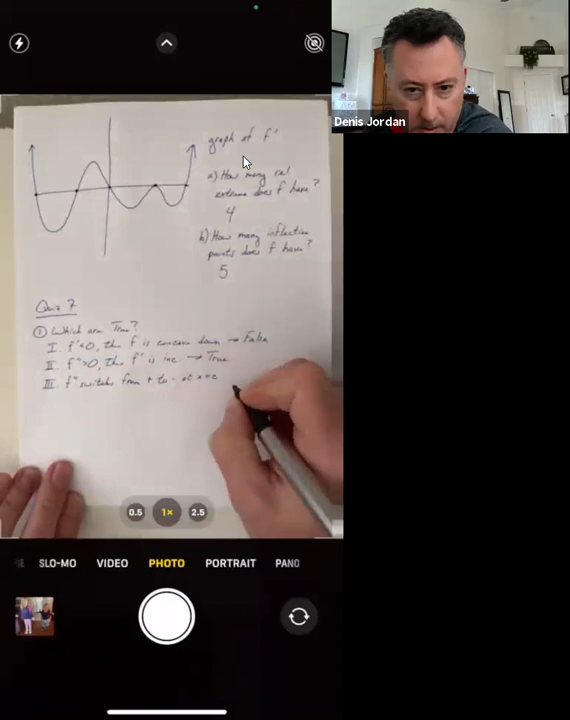 Denis Jordan
graph of f'
a) How many rel
extrema does f have?
4
b) How many inflection
points does f have?
5
Quiz 7
① Which are True?
I. f'<0, then f is concave down → False
II. f">0, then f' is inc. → True
III. f" switches from + to - at x=c
0.5 1× 2.5
SLO-MO VIDEO PHOTO PORTRAIT PANO